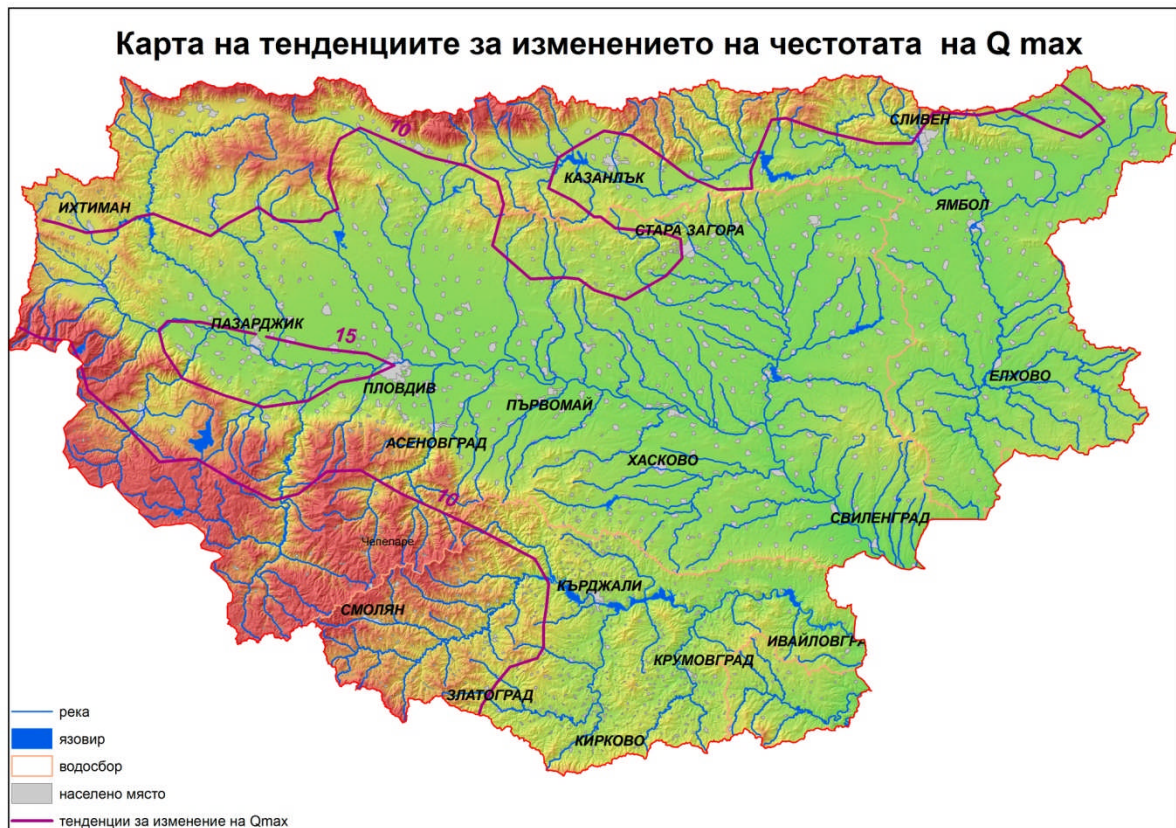 Карта на тенденциите за изменението на честотата на Q max
СЛИВЕН
10
КАЗАНЛЪК
ИХТИМАН
ЯМБОЛ
СТАРА ЗАГОРА
ПАЗАРДЖИК
15
ЕЛХОВО
ПЛОВДИВ
ПЪРВОМАЙ
АСЕНОВГРАД
ХАСКОВО
10
СВИЛЕНГРАД
Чепепаре
КЪРДЖАЛИ
СМОЛЯН
ИВАЙЛОВГРА
КРУМОВГРАД
ЗЛАТОГРАД
КИРКОВО
река
язовир
водосбор
населено място
тенденции за изменение на Qmax